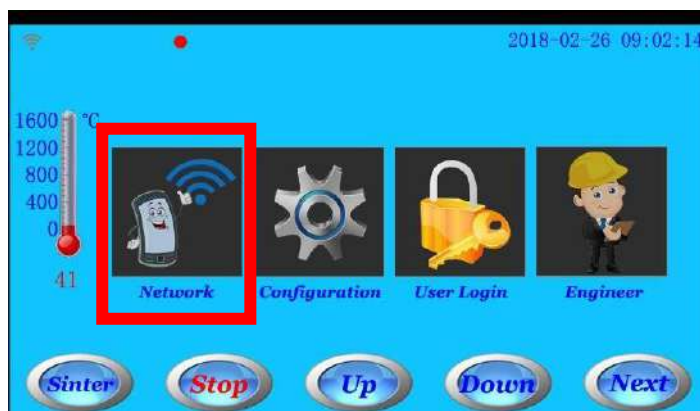 2018-02-26 09:02:14
1600 °C
1200
800
400
0
41
Network Configuration User Login Engineer
Sinter Stop Up Down Next